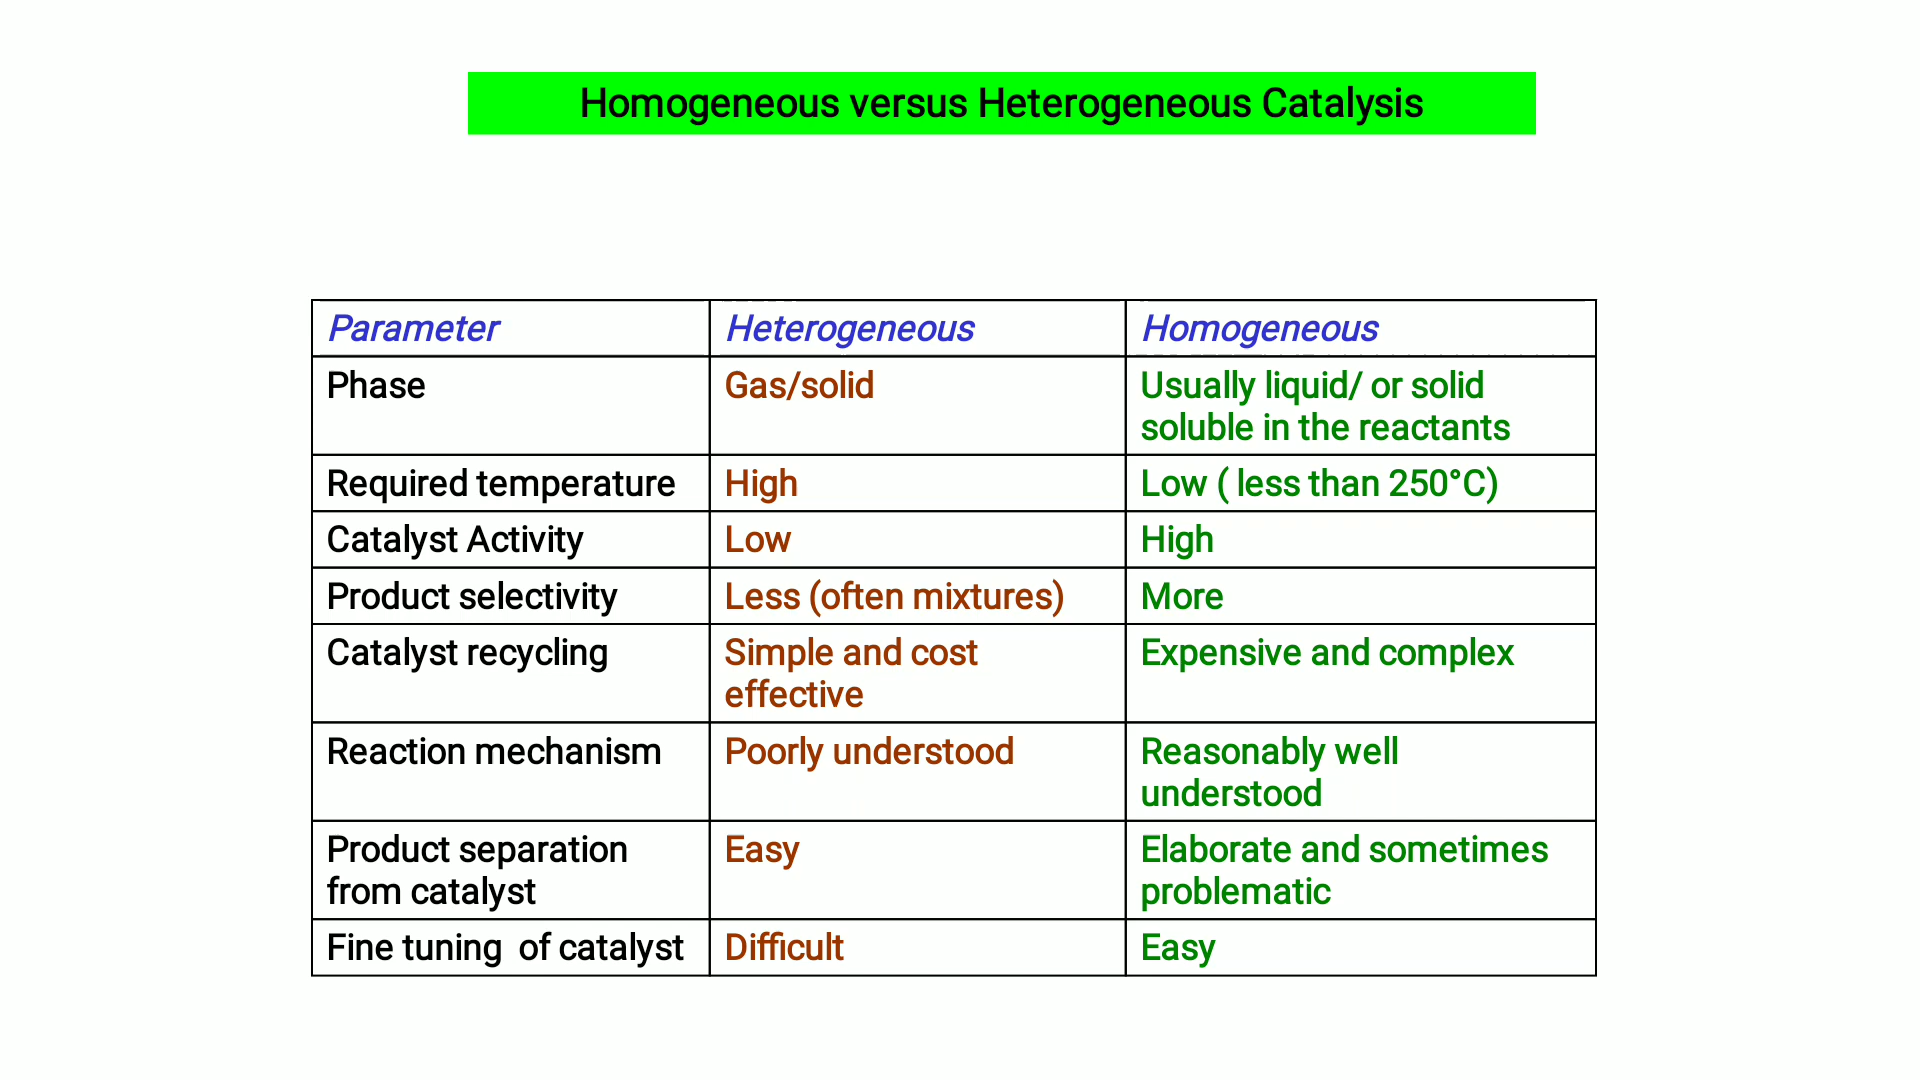 Homogeneous versus Heterogeneous Catalysis
Parameter Heterogeneous Homogeneous
Phase Gas/solid Usually liquid/ or solid
soluble in the reactants
Required temperature High Low ( less than 250°C)
Catalyst Activity Low High
Product selectivity Less (often mixtures) More
Catalyst recycling Simple and cost Expensive and complex
effective
Reaction mechanism Poorly understood Reasonably well
understood
Product separation Easy Elaborate and sometimes
from catalyst problematic
Fine tuning  of catalyst Difficult Easy